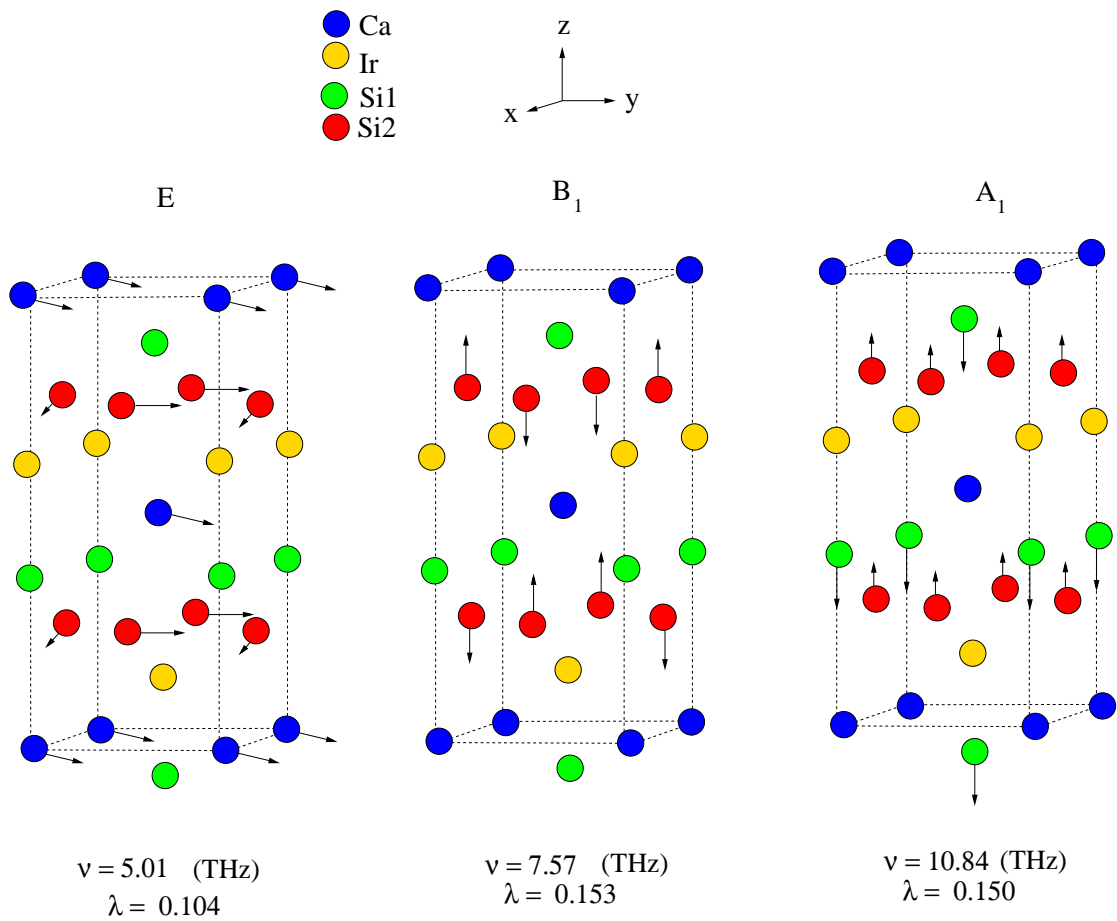 Ca
Ir
Si1
Si2
z
x
y
E
B1
A1
ν = 5.01 (THz)
λ = 0.104
ν = 7.57 (THz)
λ = 0.153
ν = 10.84 (THz)
λ = 0.150